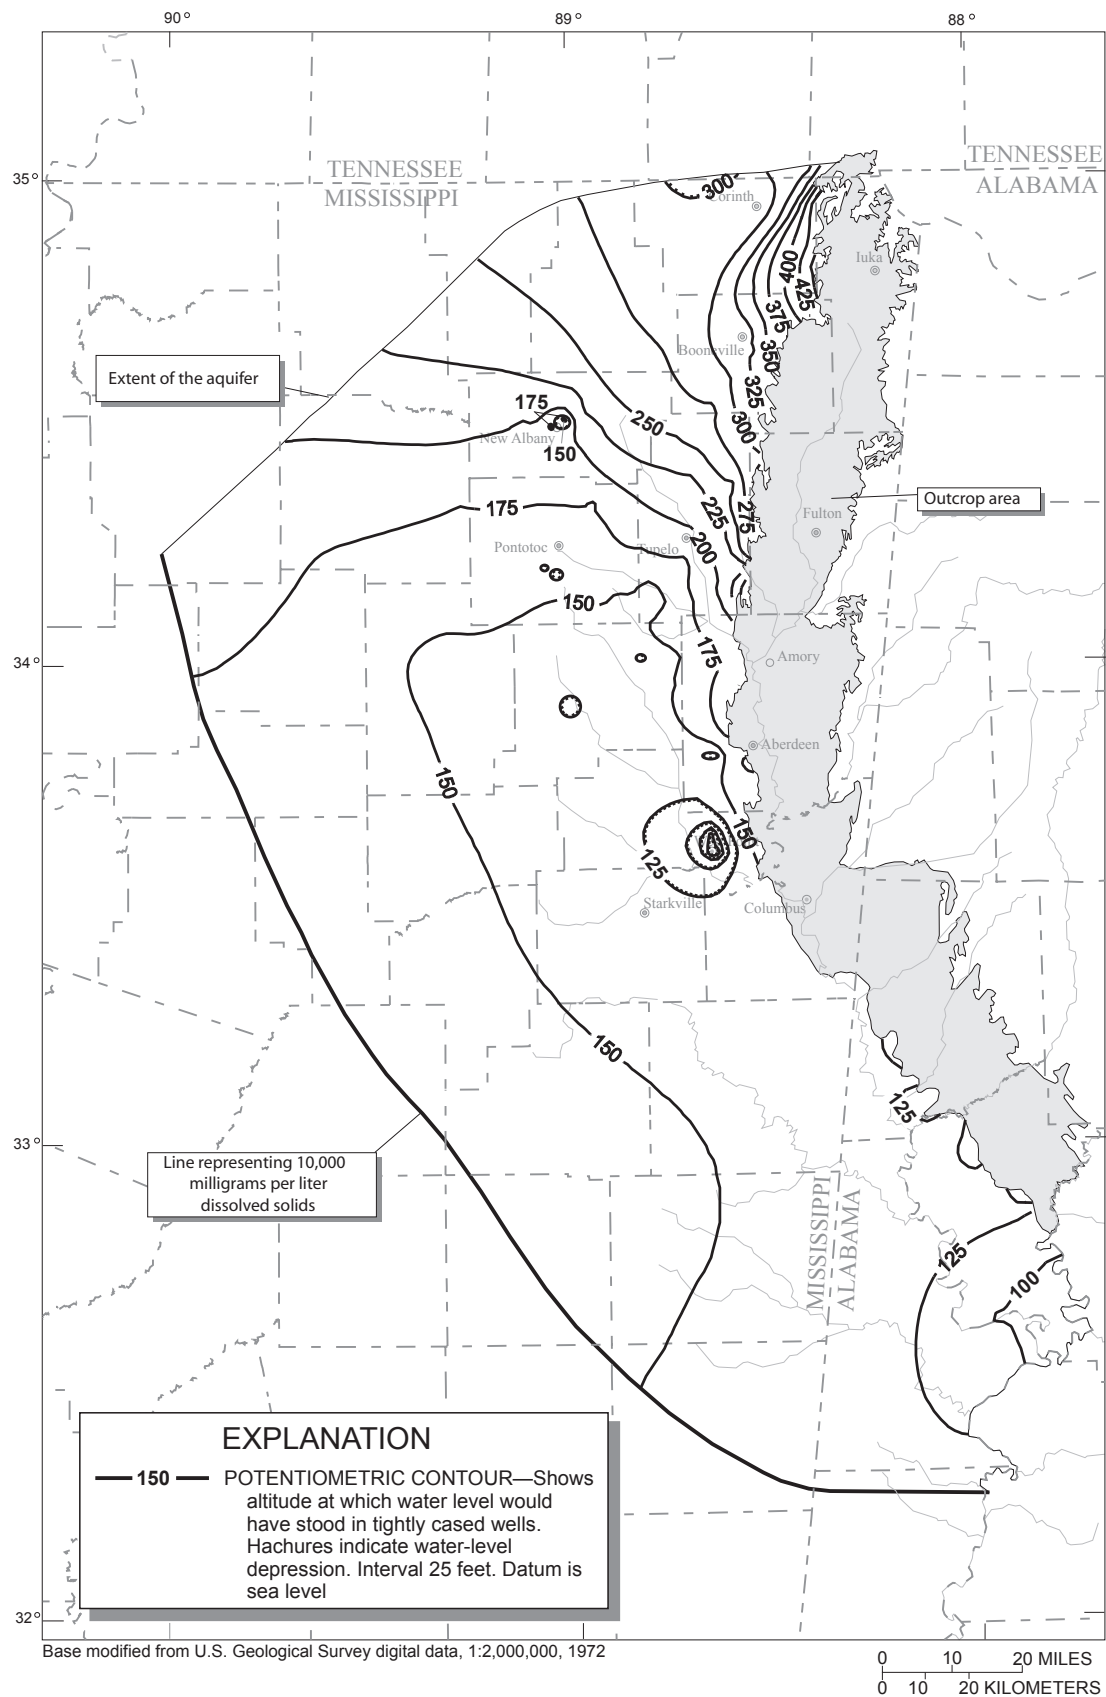 90°
89°
88°
35°
TENNESSEE
MISSISSIPPI
TENNESSEE
ALABAMA
300
Corinth
Iuka
400
425
375
Booneville
350
Extent of the aquifer
325
175
250
300
New Albany
150
Outcrop area
175
225
275
Fulton
Pontotoc
Tupelo
200
150
34°
175
Amory
Aberdeen
150
150
125
Starkville
Columbus
150
125
33°
Line representing 10,000
milligrams per liter
dissolved solids
MISSISSIPPI
ALABAMA
125
100
EXPLANATION
150 POTENTIOMETRIC CONTOUR—Shows
altitude at which water level would
have stood in tightly cased wells.
Hachures indicate water-level
depression. Interval 25 feet. Datum is
sea level
32°
Base modified from U.S. Geological Survey digital data, 1:2,000,000, 1972
0 10 20 MILES
0 10 20 KILOMETERS